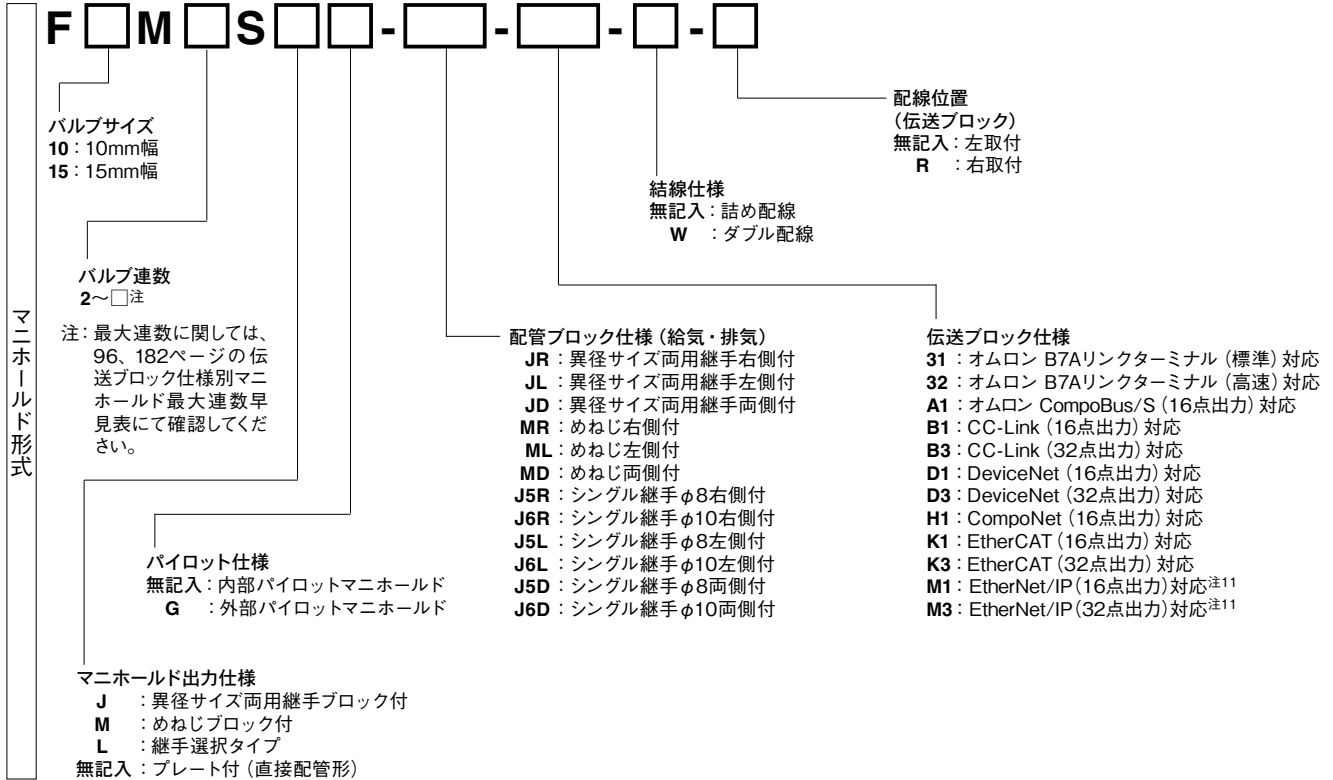 F□M□S□□-□-□-□-□
マニホールド形式
バルブサイズ
10：10mm幅
15：15mm幅
バルブ連数
2～□注
注：最大連数に関しては、
96、182ページの伝
送ブロック仕様別マニ
ホールド最大連数早
見表にて確認してくだ
さい。
マニホールド出力仕様
J：異径サイズ両用継手ブロック付
M：めねじブロック付
L：継手選択タイプ
無記入：プレート付（直接配管形）
パイロット仕様
無記入：内部パイロットマニホールド
G：外部パイロットマニホールド
配管ブロック仕様（給気・排気）
JR：異径サイズ両用継手右側付
JL：異径サイズ両用継手左側付
JD：異径サイズ両用継手両側付
MR：めねじ右側付
ML：めねじ左側付
MD：めねじ両側付
J5R：シングル継手φ8右側付
J6R：シングル継手φ10右側付
J5L：シングル継手φ8左側付
J6L：シングル継手φ10左側付
J5D：シングル継手φ8両側付
J6D：シングル継手φ10両側付
伝送ブロック仕様
31：オムロン B7Aリンクターミナル（標準）対応
32：オムロン B7Aリンクターミナル（高速）対応
A1：オムロン CompoBus/S（16点出力）対応
B1：CC-Link（16点出力）対応
B3：CC-Link（32点出力）対応
D1：DeviceNet（16点出力）対応
D3：DeviceNet（32点出力）対応
H1：CompoNet（16点出力）対応
K1：EtherCAT（16点出力）対応
K3：EtherCAT（32点出力）対応
M1：EtherNet/IP（16点出力）対応注11
M3：EtherNet/IP（32点出力）対応注11
結線仕様
無記入：詰め配線
W：ダブル配線
配線位置
（伝送ブロック）
無記入：左取付
R：右取付